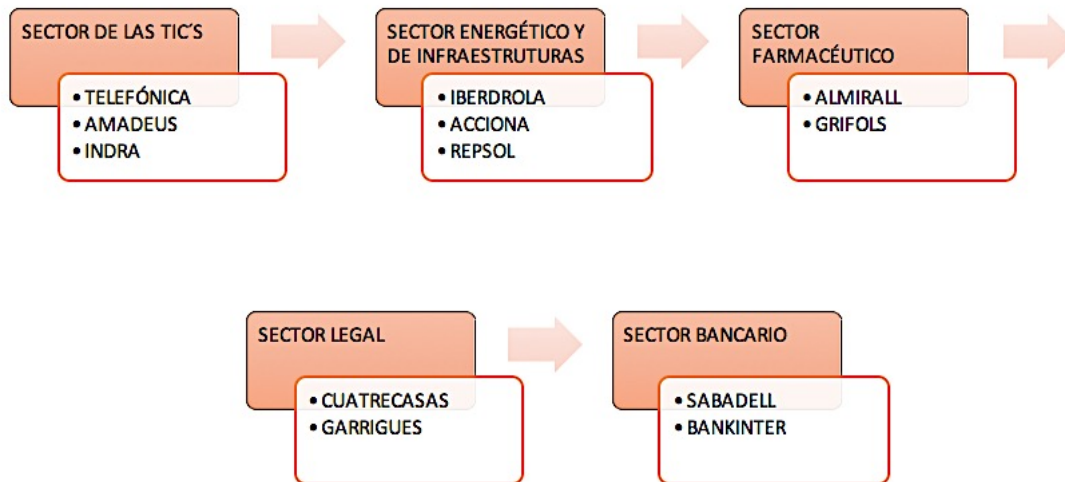 SECTOR DE LAS TIC´S
• TELEFÓNICA
• AMADEUS
• INDRA
SECTOR ENERGÉTICO Y
DE INFRAESTRUTURAS
• IBERDROLA
• ACCIONA
• REPSOL
SECTOR
FARMACÉUTICO
• ALMIRALL
• GRIFOLS
SECTOR LEGAL
• CUATRECASAS
• GARRIGUES
SECTOR BANCARIO
• SABADELL
• BANKINTER